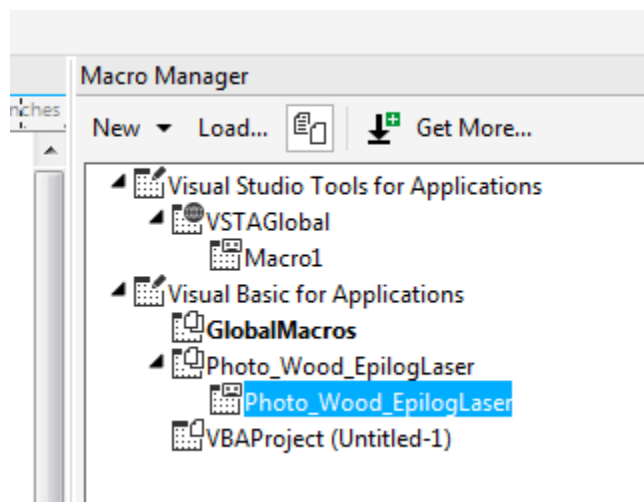 Macro Manager
nches
New Load... Get More...
Visual Studio Tools for Applications
VSTAGlobal
Macro1
Visual Basic for Applications
GlobalMacros
Photo_Wood_EpilogLaser
Photo_Wood_EpilogLaser
VBAProject (Untitled-1)